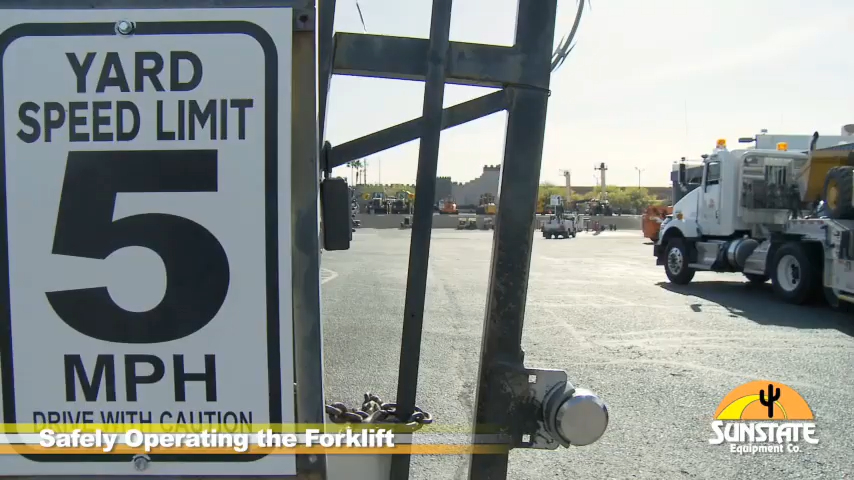 YARD
SPEED LIMIT
5
MPH
DRIVE WITH CAUTION
Safely Operating the Forklift
SUNSTATE
Equipment Co.